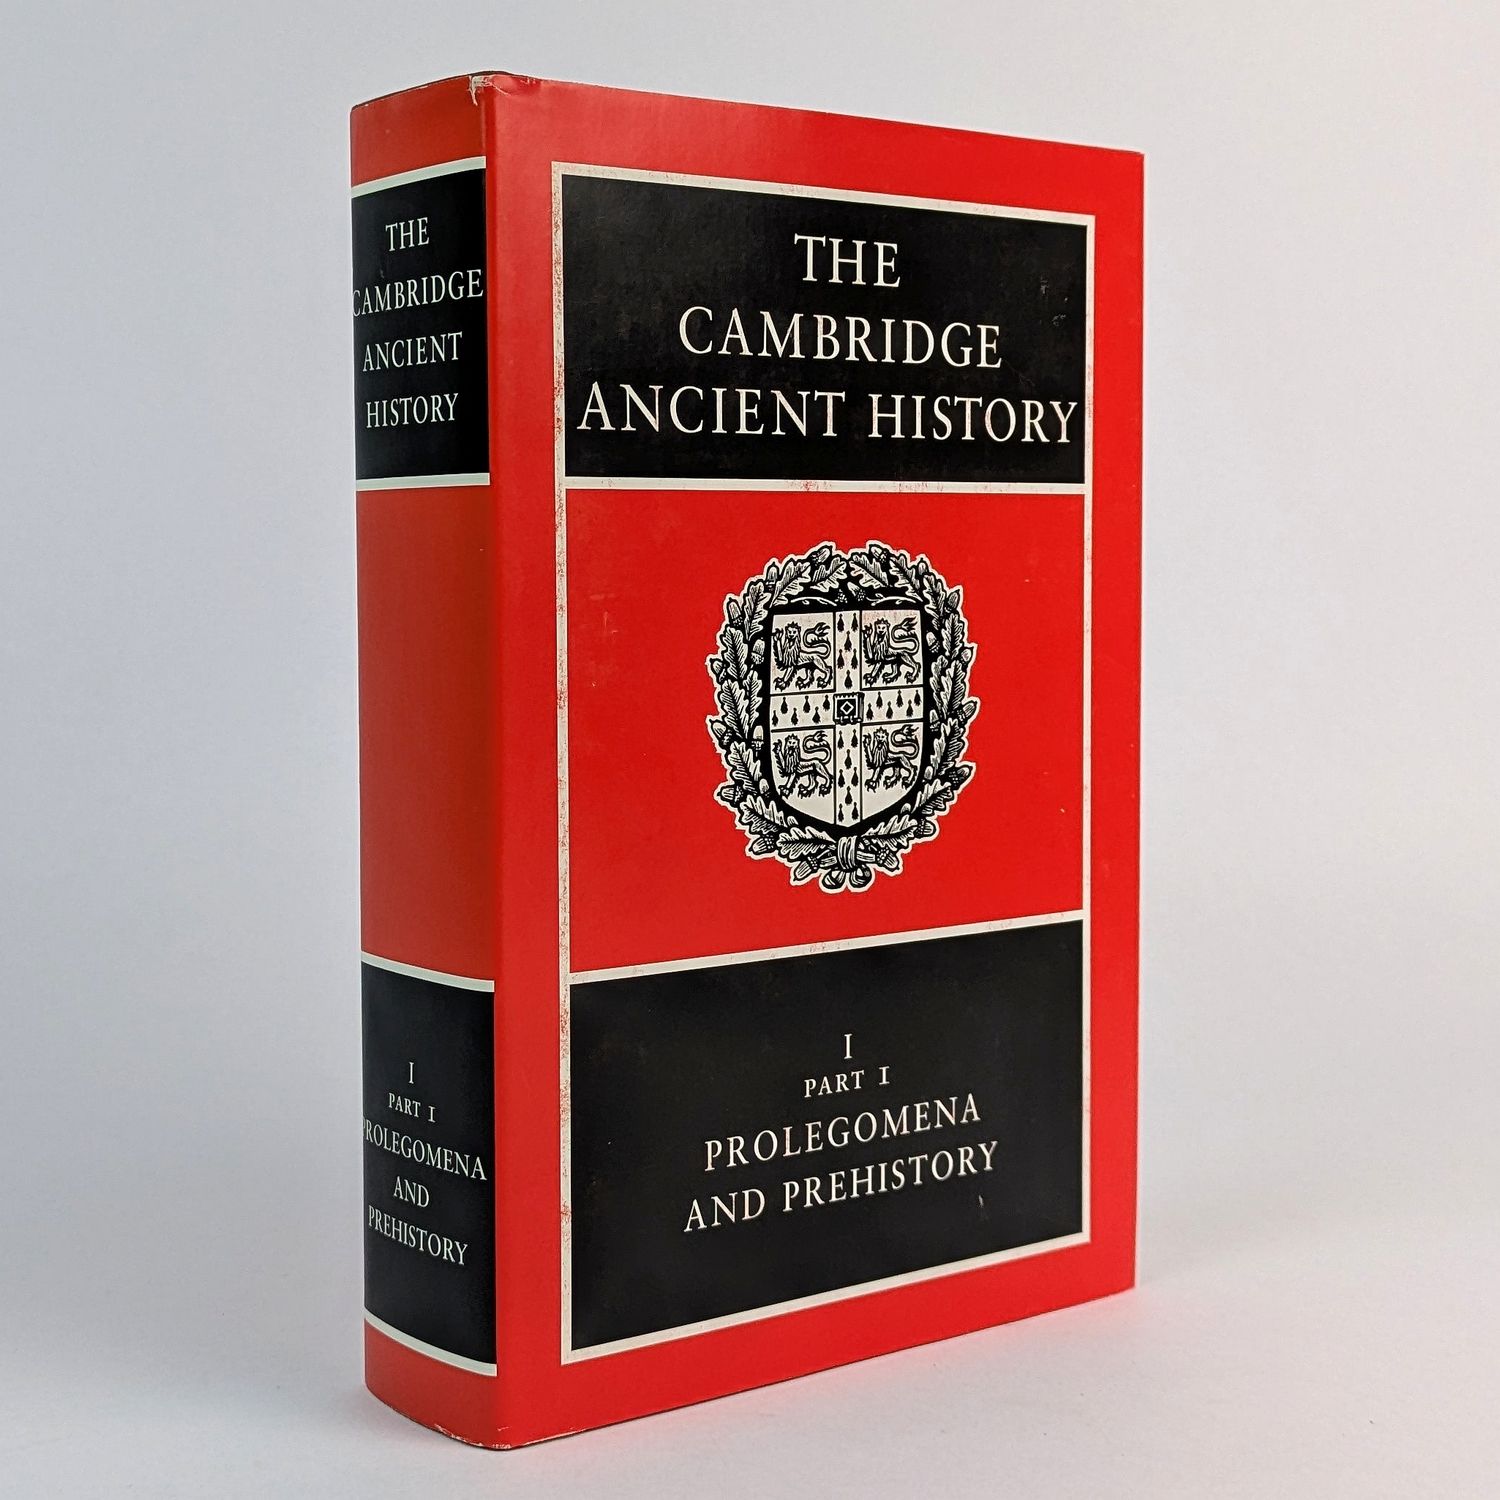 THE
CAMBRIDGE
ANCIENT
HISTORY
I
PART I
PROLEGOMENA
AND
PREHISTORY
THE
CAMBRIDGE
ANCIENT HISTORY
I
PART I
PROLEGOMENA
AND PREHISTORY